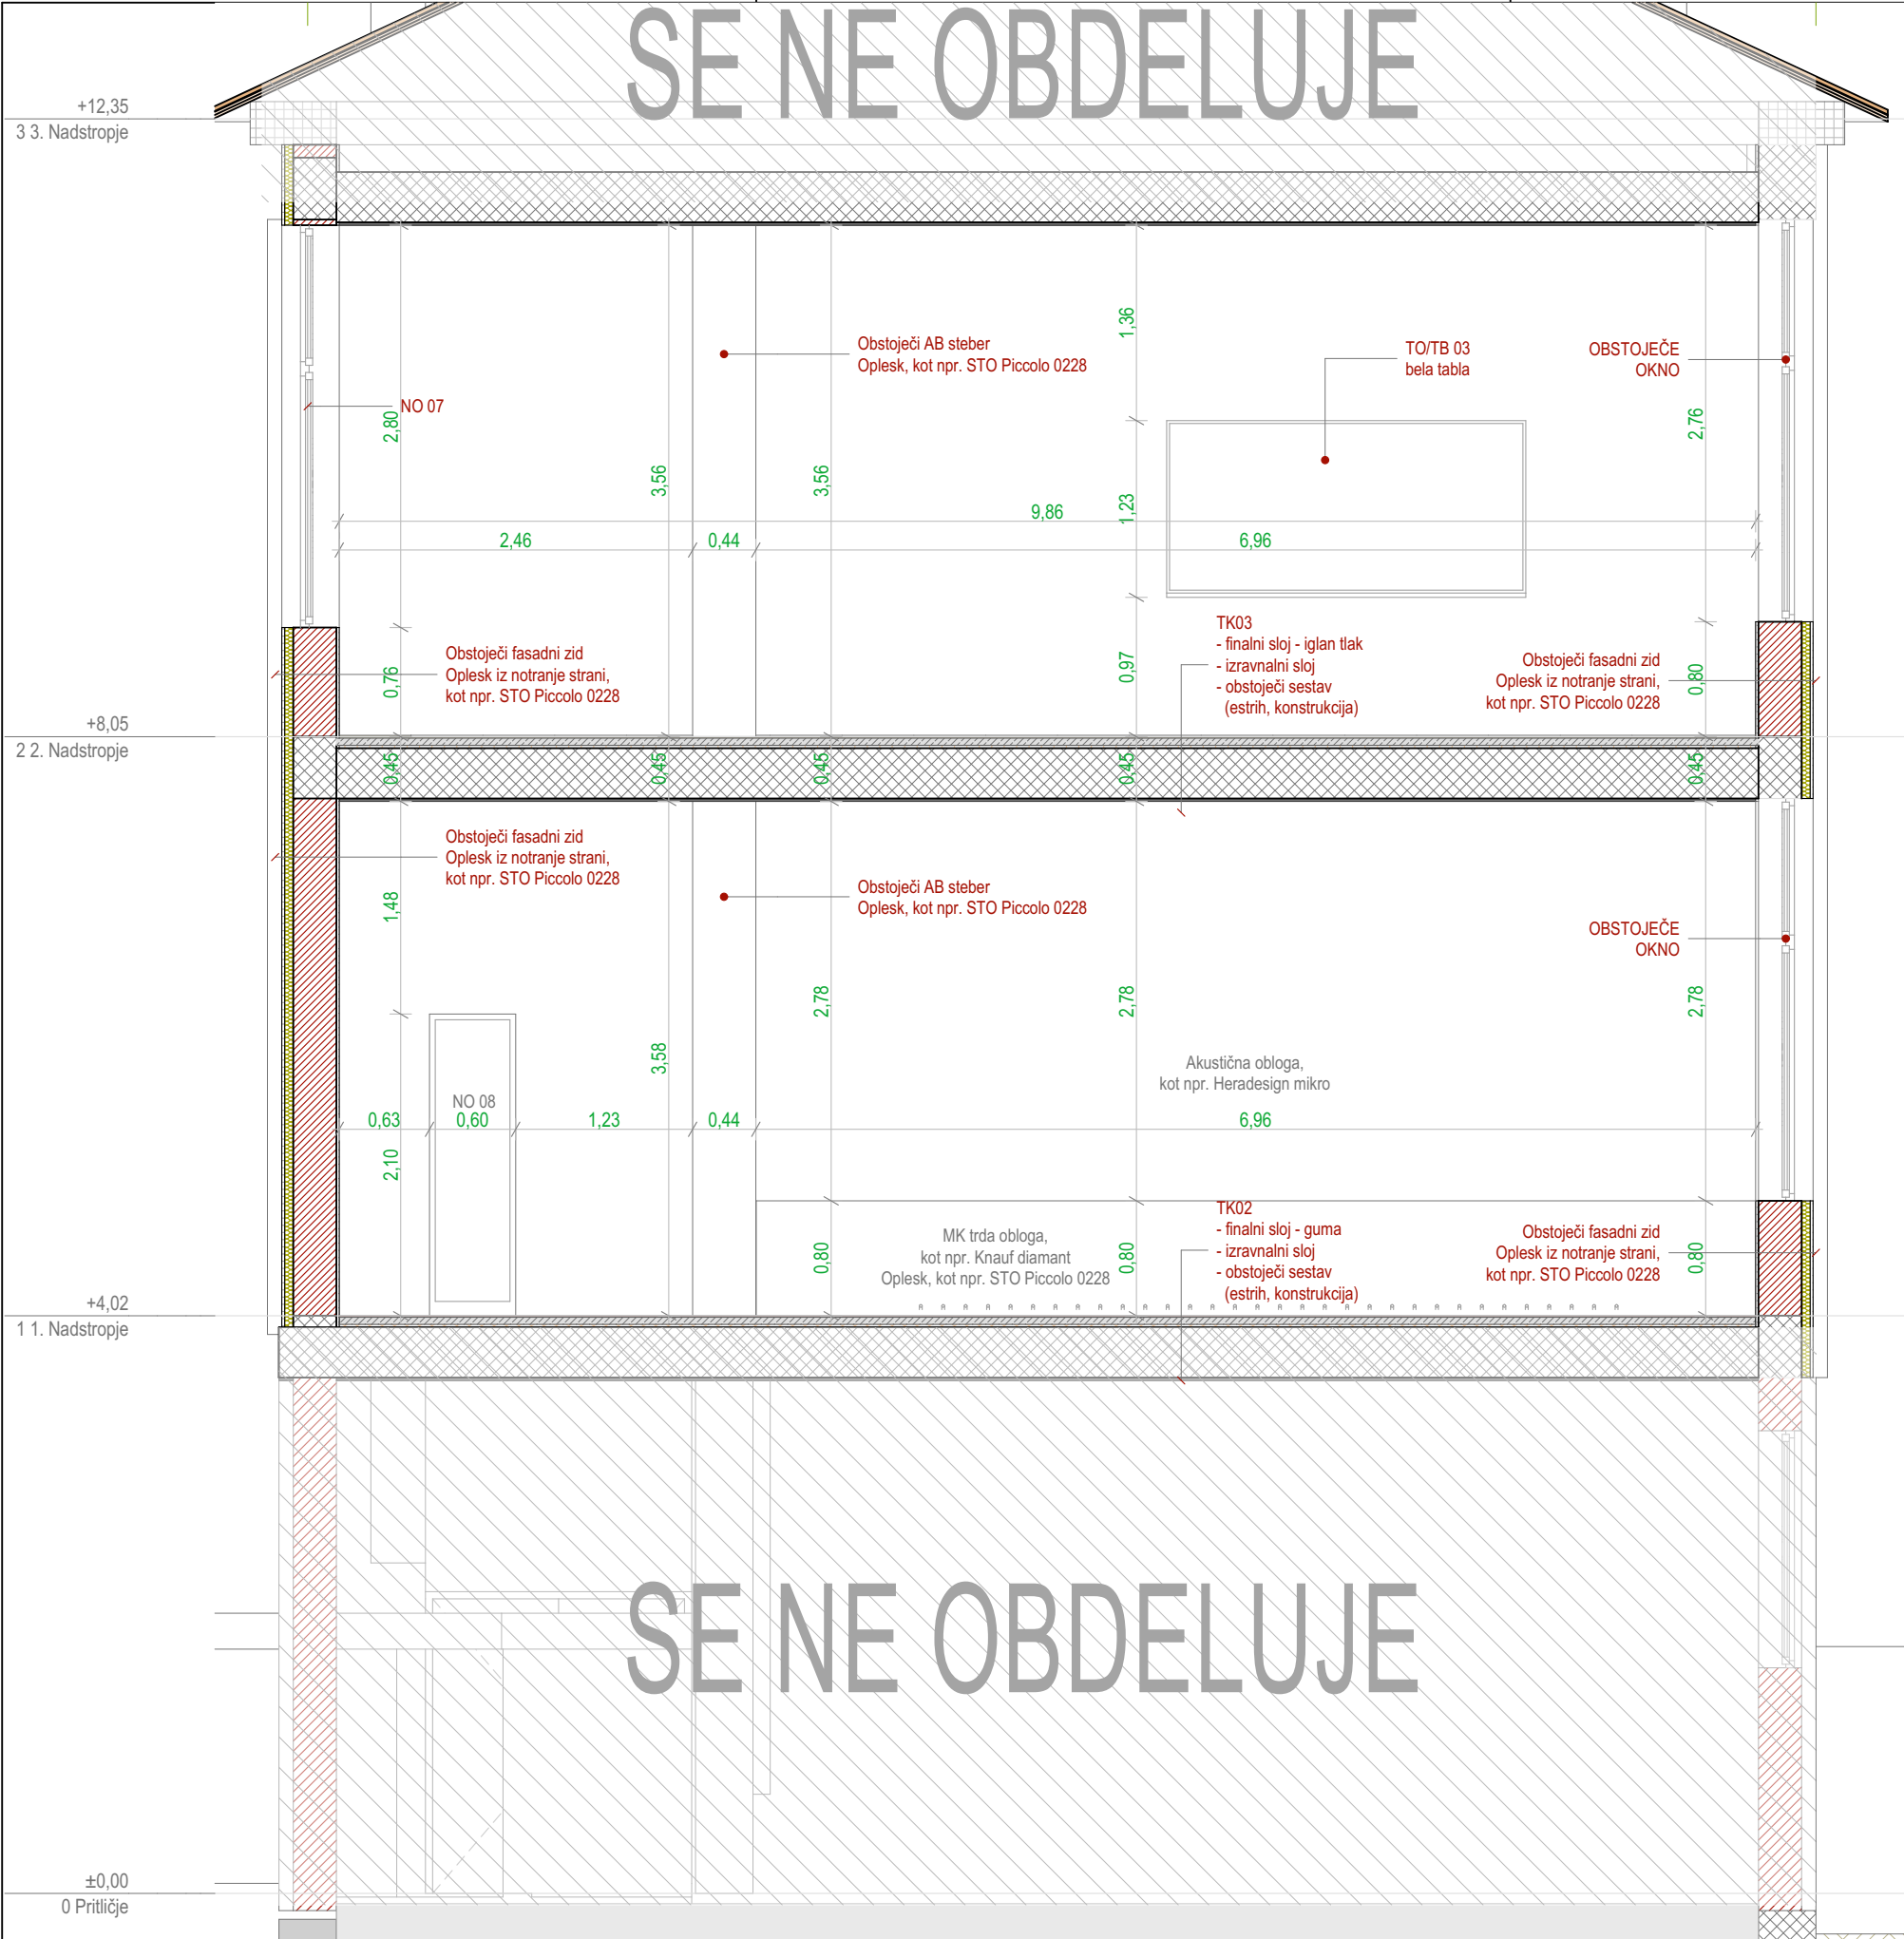 SE NE OBDELUJE
+12,35
3 3. Nadstropje
Obstoječi AB steber
Oplesk, kot npr. STO Piccolo 0228
TO/TB 03
bela tabla
OBSTOJEČE
OKNO
NO 07
1,36
2,80
2,76
3,56
3,56
1,23
9,86
2,46
0,44
6,96
Obstoječi fasadni zid
Oplesk iz notranje strani,
kot npr. STO Piccolo 0228
0,76
0,97
TK03
- finalni sloj - iglan tlak
- izravnalni sloj
- obstoječi sestav
(estrih, konstrukcija)
Obstoječi fasadni zid
Oplesk iz notranje strani,
kot npr. STO Piccolo 0228
0,80
+8,05
2 2. Nadstropje
0,45
0,45
0,45
0,45
0,45
Obstoječi fasadni zid
Oplesk iz notranje strani,
kot npr. STO Piccolo 0228
Obstoječi AB steber
Oplesk, kot npr. STO Piccolo 0228
OBSTOJEČE
OKNO
1,48
2,78
2,78
2,78
3,58
Akustična obloga,
kot npr. Heradesign mikro
NO 08
0,63
0,60
1,23
0,44
6,96
2,10
MK trda obloga,
kot npr. Knauf diamant
Oplesk, kot npr. STO Piccolo 0228
0,80
0,80
TK02
- finalni sloj - guma
- izravnalni sloj
- obstoječi sestav
(estrih, konstrukcija)
Obstoječi fasadni zid
Oplesk iz notranje strani,
kot npr. STO Piccolo 0228
0,80
+4,02
1 1. Nadstropje
SE NE OBDELUJE
±0,00
0 Pritličje